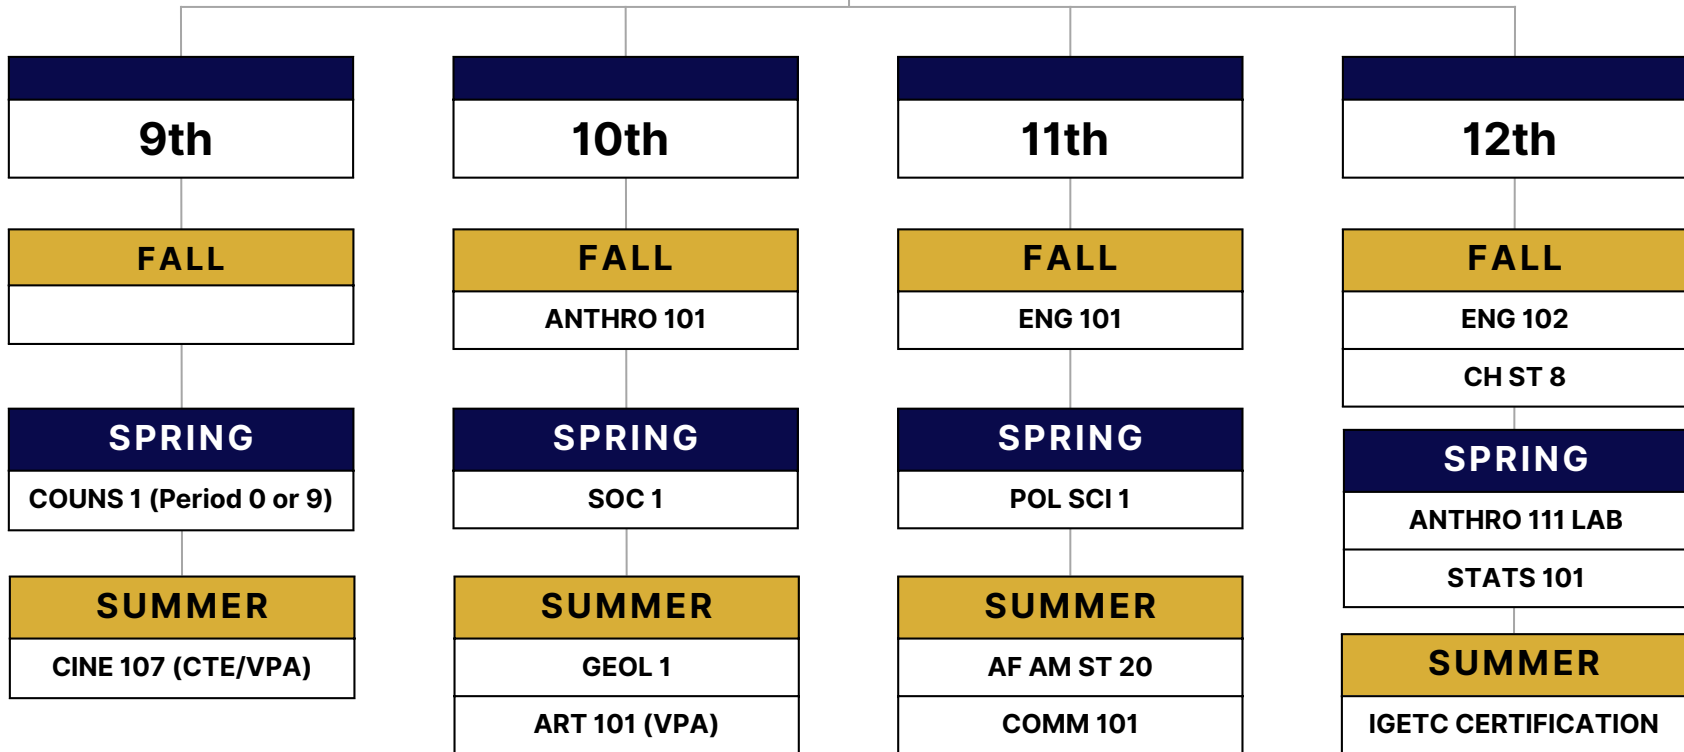 9th
FALL
SPRING
COUNS 1 (Period 0 or 9)
SUMMER
CINE 107 (CTE/VPA)
10th
FALL
ANTHRO 101
SPRING
SOC 1
SUMMER
GEOL 1
ART 101 (VPA)
11th
FALL
ENG 101
SPRING
POL SCI 1
SUMMER
AF AM ST 20
COMM 101
12th
FALL
ENG 102
CH ST 8
SPRING
ANTHRO 111 LAB
STATS 101
SUMMER
IGETC CERTIFICATION